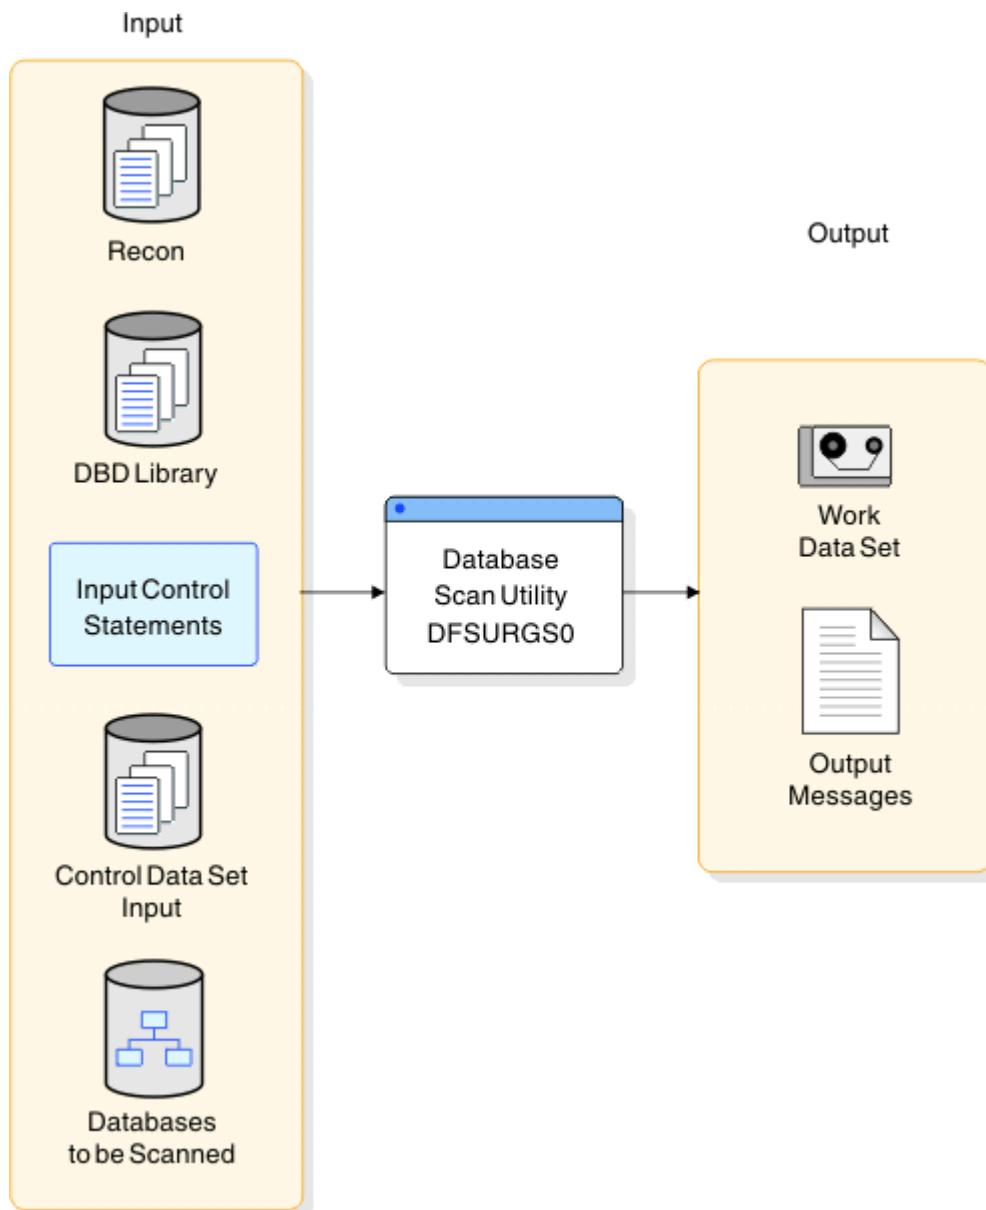 Input
Recon
DBD Library
Input Control
Statements
Control Data Set
Input
Databases
to be Scanned
Database
Scan Utility
DFSURGS0
Output
Work
Data Set
Output
Messages